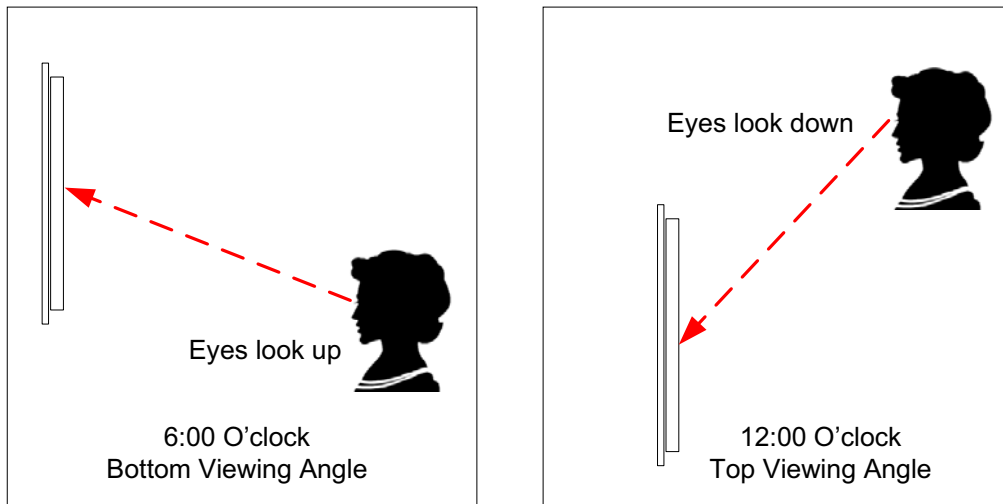 Eyes look up
6:00 O’clock
Bottom Viewing Angle
Eyes look down
12:00 O’clock
Top Viewing Angle